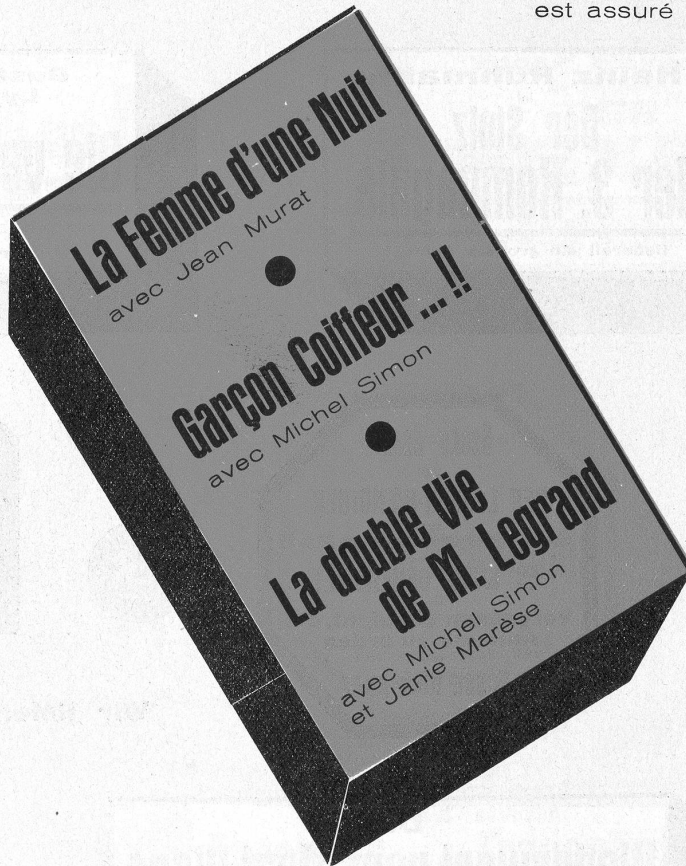 est assuré
La Femme d'une Nuit
avec Jean Murat
Garçon Coiffeur ... !!
avec Michel Simon
La double Vie
de M. Legrand
avec Michel Simon
et Janie Marèse